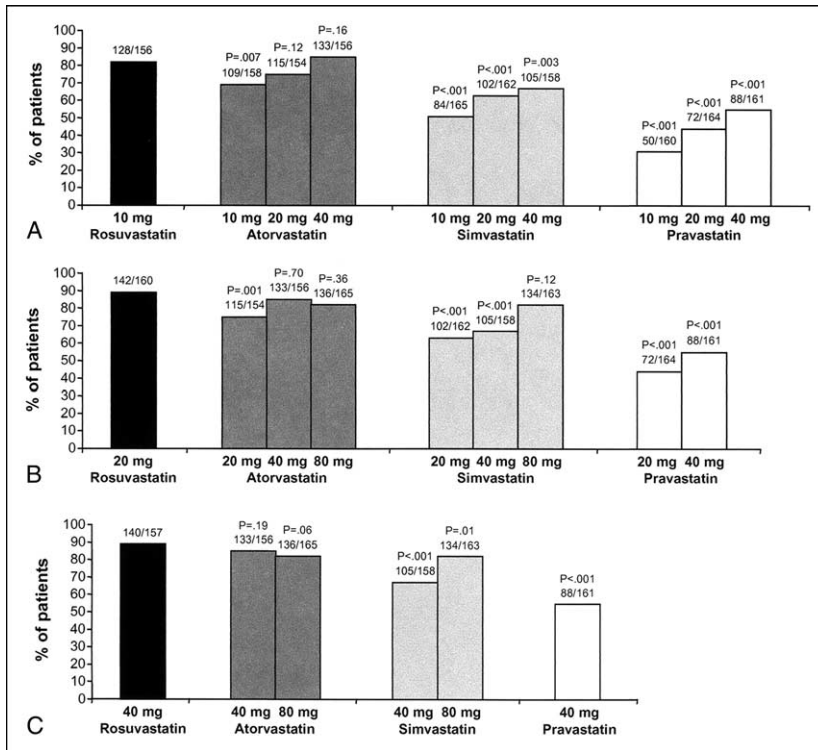 % of patients
100
90
80
70
60
50
40
30
20
10
0
128/156
P=.007
109/158
P=.12
115/154
P=.16
133/156
P<.001
84/165
P<.001
102/162
P=.003
105/158
P<.001
50/160
P<.001
72/164
P<.001
88/161
10 mg
10 mg 20 mg 40 mg
10 mg 20 mg 40 mg
10 mg 20 mg 40 mg
Rosuvastatin
Atorvastatin
Simvastatin
Pravastatin
A
% of patients
100
90
80
70
60
50
40
30
20
10
0
142/160
P=.001
115/154
P=.70
133/156
P=.36
136/165
P<.001
102/162
P<.001
105/158
P=.12
134/163
P<.001
72/164
P<.001
88/161
20 mg
20 mg 40 mg 80 mg
20 mg 40 mg 80 mg
20 mg 40 mg
Rosuvastatin
Atorvastatin
Simvastatin
Pravastatin
B
% of patients
100
90
80
70
60
50
40
30
20
10
0
140/157
P=.19
133/156
P=.06
136/165
P<.001
105/158
P=.01
134/163
P<.001
88/161
40 mg
40 mg 80 mg
40 mg 80 mg
40 mg
Rosuvastatin
Atorvastatin
Simvastatin
Pravastatin
C